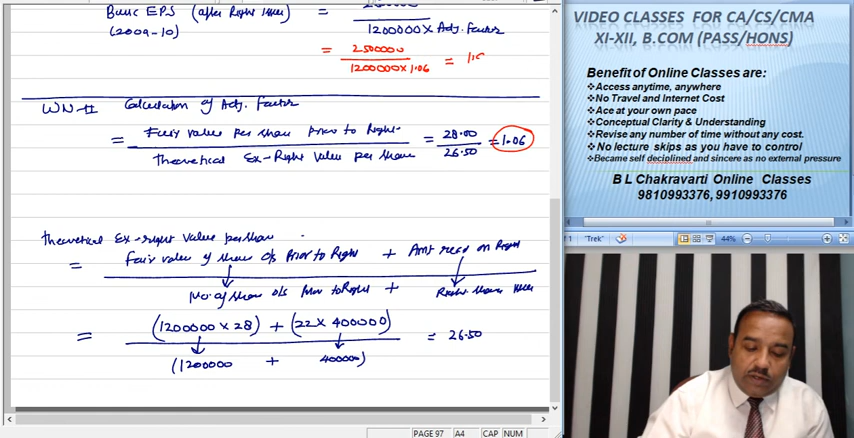 Basic EPS (after Right Issue) =
(2009-10)
1200000 × Adj. Factor
= 2500000 / 1200000 × 1.06 =
WN-II Calculation of Adj. Factor
= Fair Value per share Prior to Right / Theoretical Ex-Right Value per share = 28.00 / 26.50 = 1.06
Theoretical Ex-right Value per share
= Fair value of share o/s Prior to Right + Amt recd on Right
No. of share o/s Prior to Right + Right share
= (1200000 × 28) + (22 × 400000) = 26.50
(1200000 + 400000)
VIDEO CLASSES FOR CA/CS/CMA
XI-XII, B.COM (PASS/HONS)
Benefit of Online Classes are:
❖Access anytime, anywhere
❖No Travel and Internet Cost
❖Ace at your own pace
❖Conceptual Clarity & Understanding
❖Revise any number of time without any cost.
❖No lecture skips as you have to control
❖Became self deciplined and sincere as no external pressure
B L Chakravarti Online Classes
9810993376, 9910993376
"Trek" 44%
PAGE 97 A4 CAP NUM